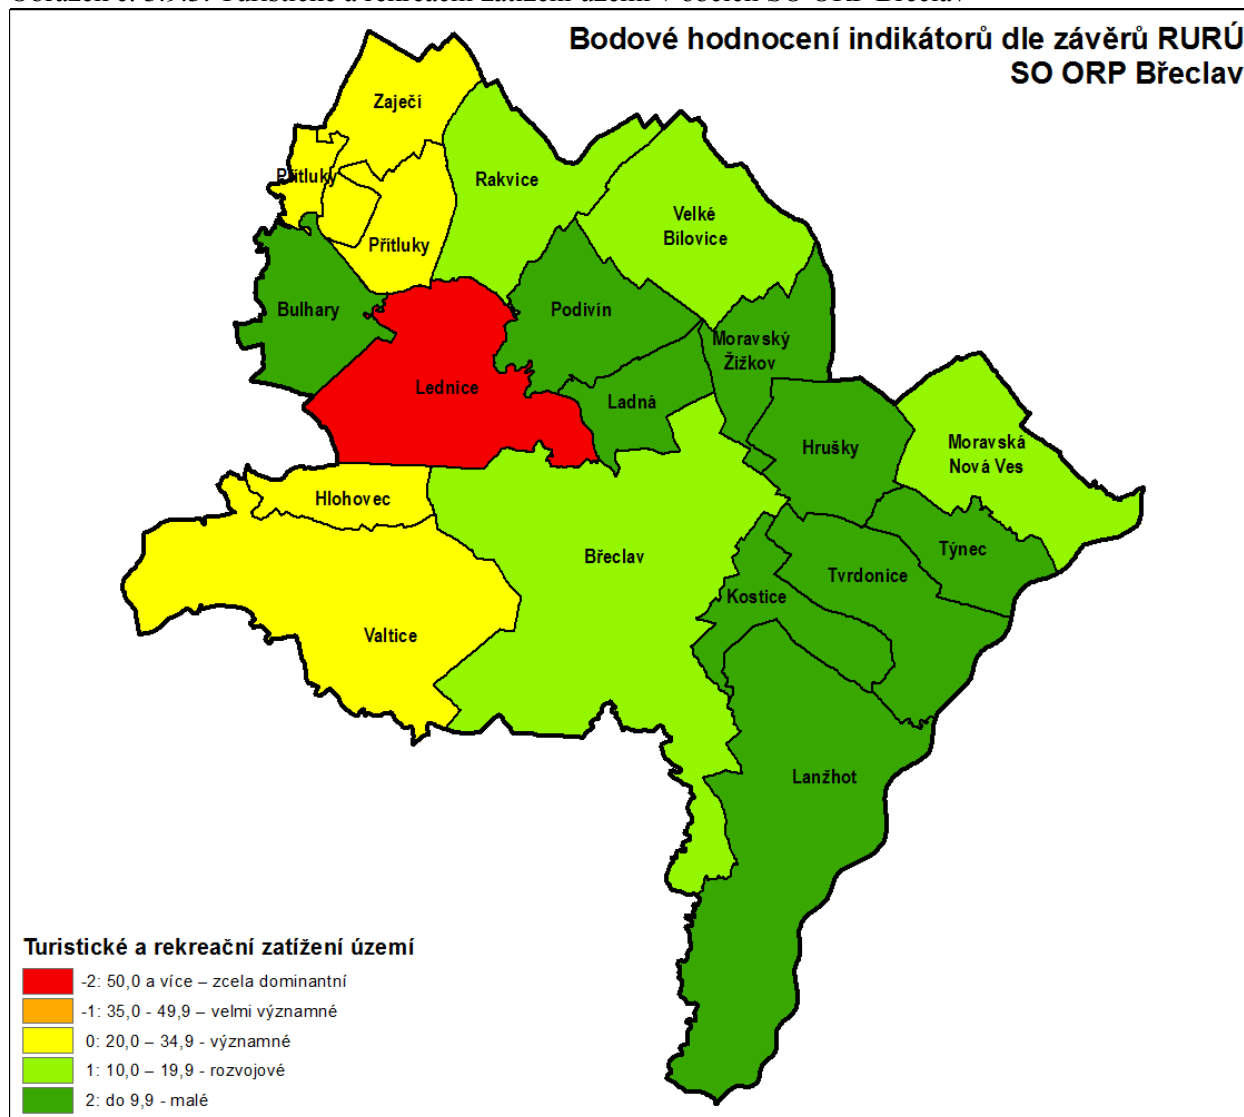 Bodové hodnocení indikátorů dle závěrů RURÚ
SO ORP Břeclav
Zaječí
Přítluky
Rakvice
Velké
Bílovice
Přítluky
Bulhary
Podivín
Moravský
Žižkov
Lednice
Ladná
Hrušky
Moravská
Nová Ves
Hlohovec
Břeclav
Týnec
Tvrdonice
Kostice
Valtice
Lanžhot
Turistické a rekreační zatížení území
-2: 50,0 a více – zcela dominantní
-1: 35,0 - 49,9 – velmi významné
0: 20,0 – 34,9 - významné
1: 10,0 – 19,9 - rozvojové
2: do 9,9 - malé